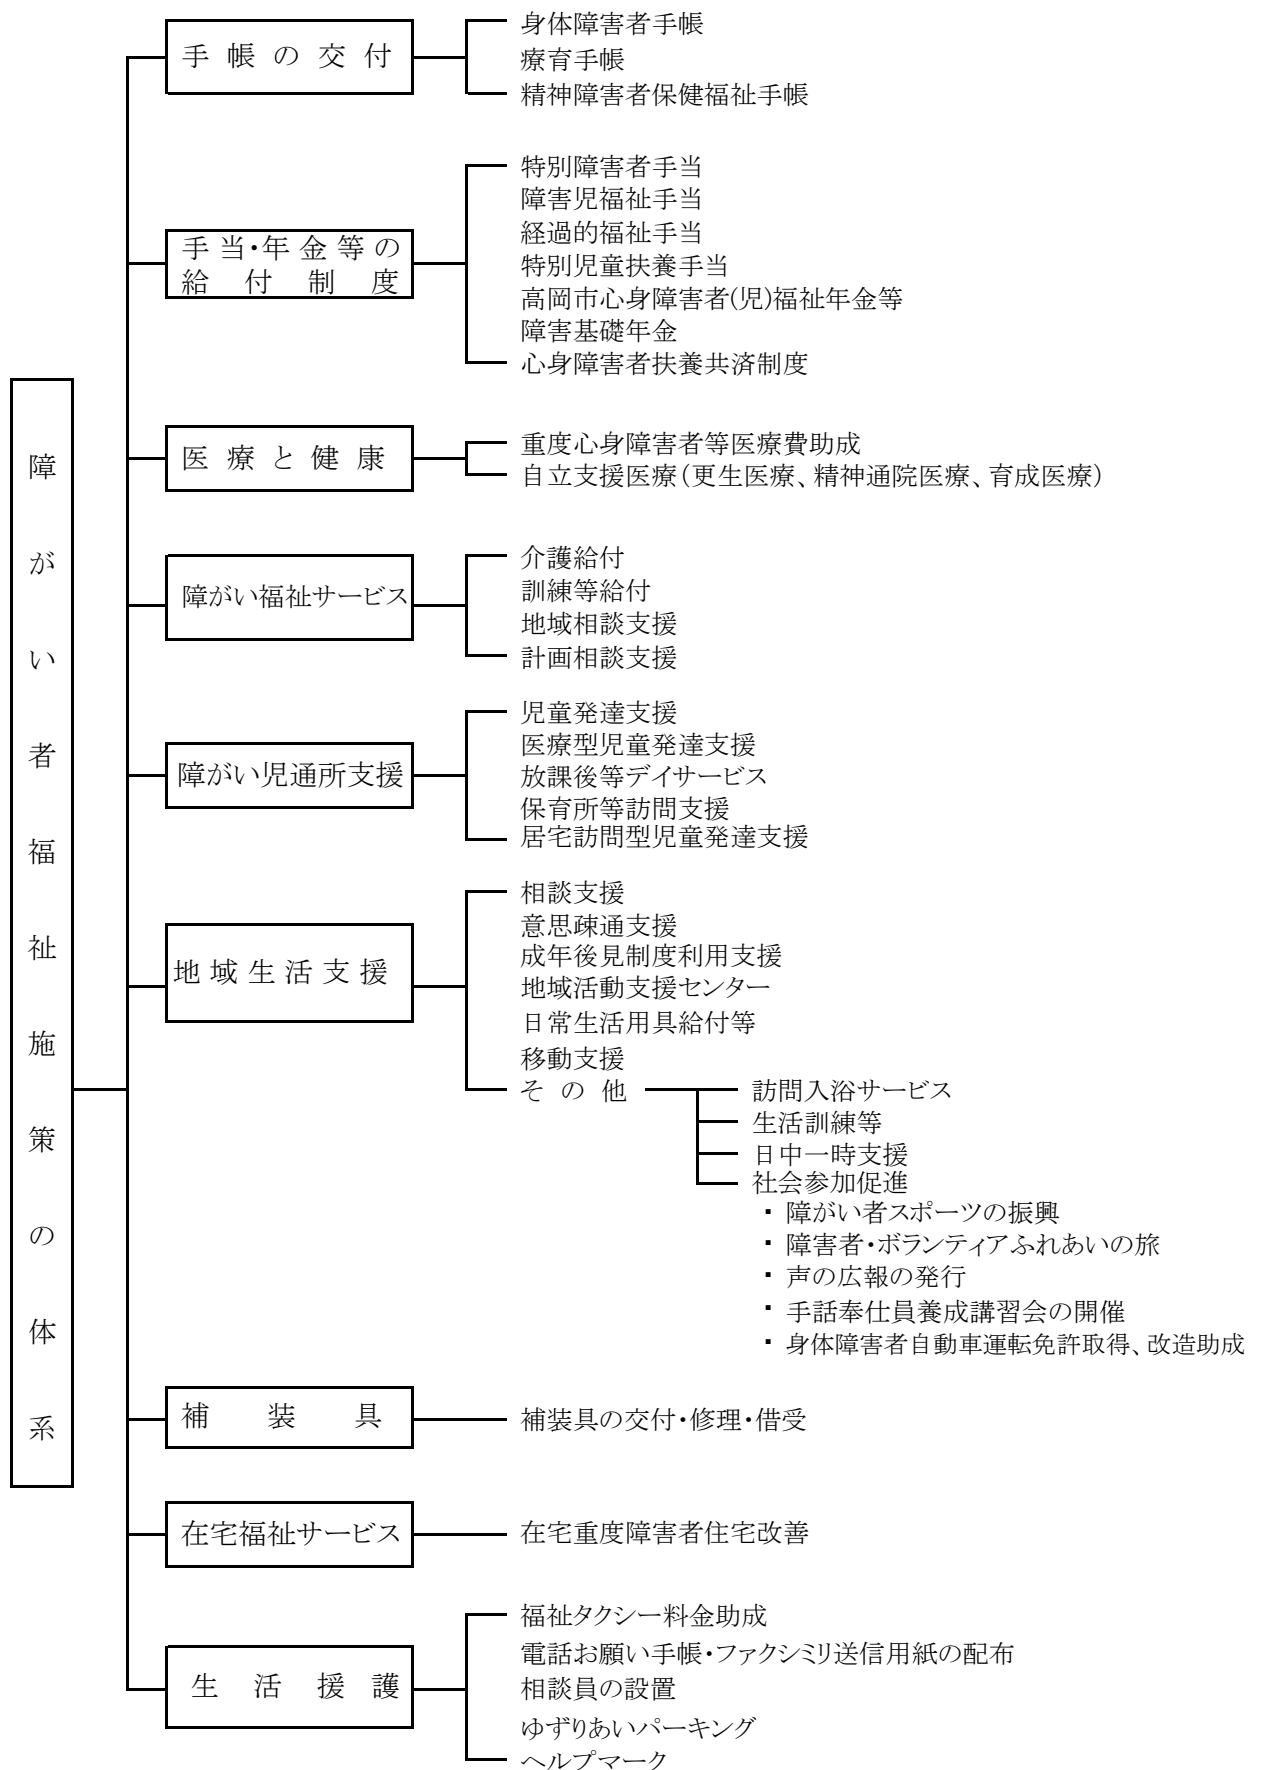 障がい者福祉施策の体系
手帳の交付
身体障害者手帳
療育手帳
精神障害者保健福祉手帳
手当・年金等の
給付制度
特別障害者手当
障害児福祉手当
経過的福祉手当
特別児童扶養手当
高岡市心身障害者(児)福祉年金等
障害基礎年金
心身障害者扶養共済制度
医療と健康
重度心身障害者等医療費助成
自立支援医療(更生医療、精神通院医療、育成医療)
障がい福祉サービス
介護給付
訓練等給付
地域相談支援
計画相談支援
障がい児通所支援
児童発達支援
医療型児童発達支援
放課後等デイサービス
保育所等訪問支援
居宅訪問型児童発達支援
地域生活支援
相談支援
意思疎通支援
成年後見制度利用支援
地域活動支援センター
日常生活用具給付等
移動支援
その他
訪問入浴サービス
生活訓練等
日中一時支援
社会参加促進
・障がい者スポーツの振興
・障害者・ボランティアふれあいの旅
・声の広報の発行
・手話奉仕員養成講習会の開催
・身体障害者自動車運転免許取得、改造助成
補装具
補装具の交付・修理・借受
在宅福祉サービス
在宅重度障害者住宅改善
生活援護
福祉タクシー料金助成
電話お願い手帳・ファクシミリ送信用紙の配布
相談員の設置
ゆずりあいパーキング
ヘルプマーク